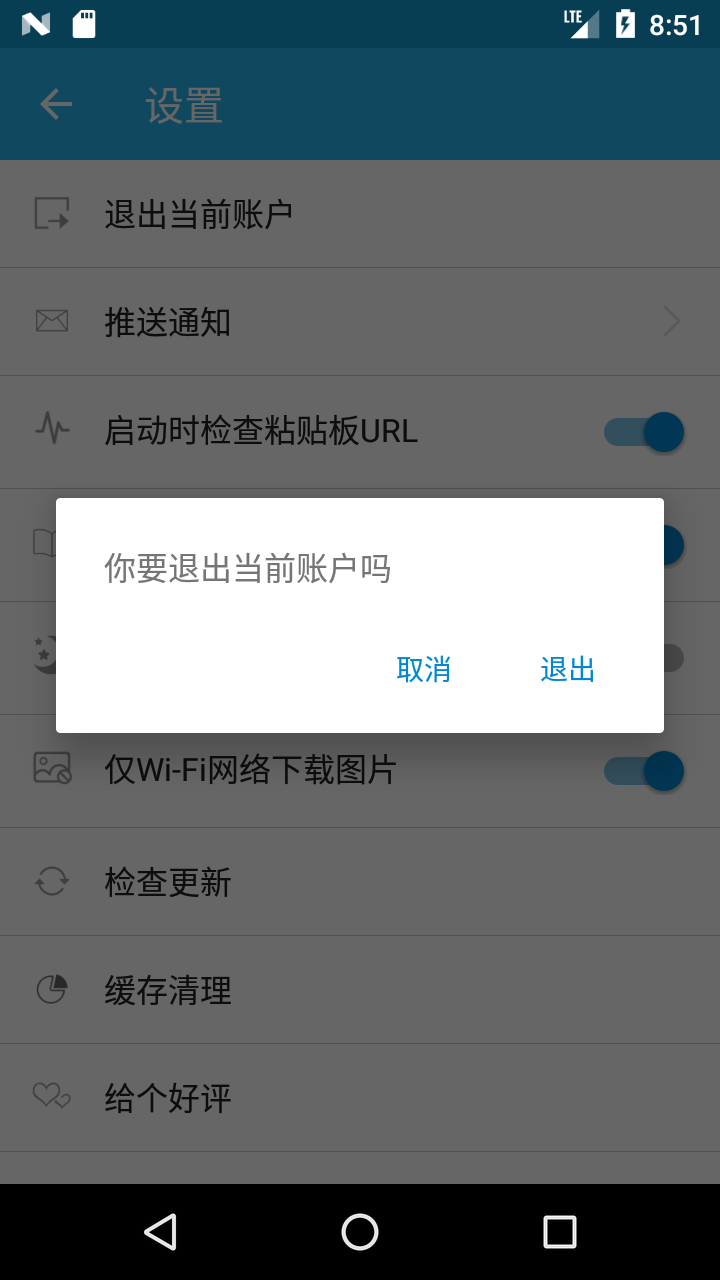 LTE 8:51
设置
退出当前账户
推送通知
启动时检查粘贴板URL
你要退出当前账户吗
取消 退出
仅Wi-Fi网络下载图片
检查更新
缓存清理
给个好评